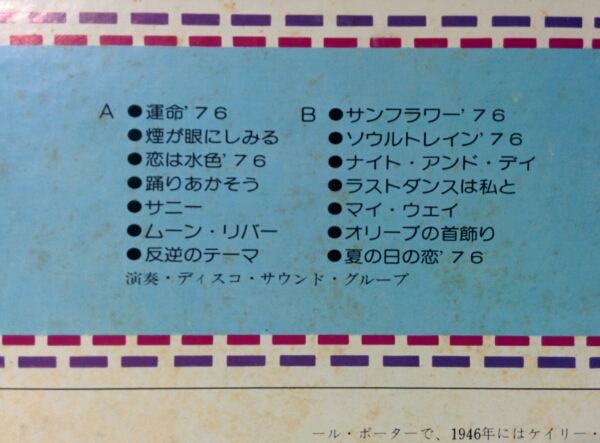 A ●運命'76
●煙が眼にしみる
●恋は水色'76
●踊りあかそう
●サニー
●ムーン・リバー
●反逆のテーマ
B ●サンフラワー'76
●ソウルトレイン'76
●ナイト・アンド・デイ
●ラストダンスは私と
●マイ・ウェイ
●オリーブの首飾り
●夏の日の恋'76
演奏・ディスコ・サウンド・グループ
ール・ポーターで、1946年にはケイリー・